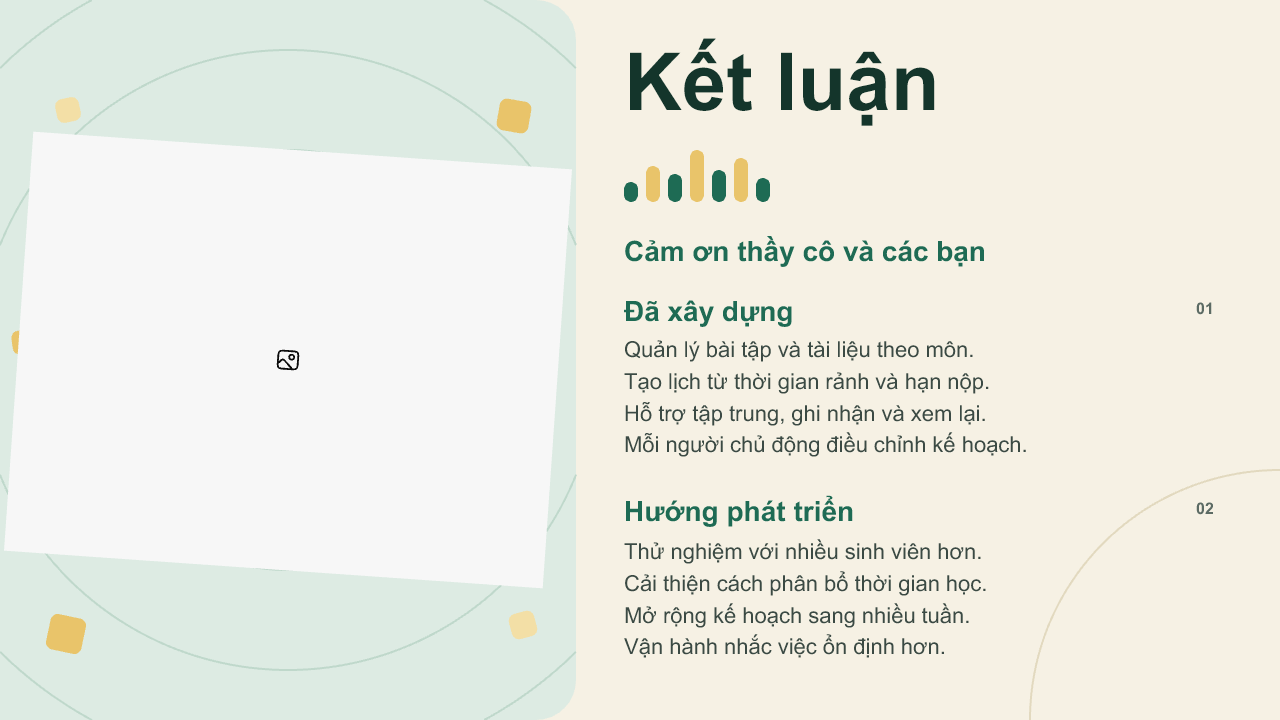 Kết luận
Cảm ơn thầy cô và các bạn
Đã xây dựng
01
Quản lý bài tập và tài liệu theo môn.
Tạo lịch từ thời gian rảnh và hạn nộp.
Hỗ trợ tập trung, ghi nhận và xem lại.
Mỗi người chủ động điều chỉnh kế hoạch.
Hướng phát triển
02
Thử nghiệm với nhiều sinh viên hơn.
Cải thiện cách phân bổ thời gian học.
Mở rộng kế hoạch sang nhiều tuần.
Vận hành nhắc việc ổn định hơn.